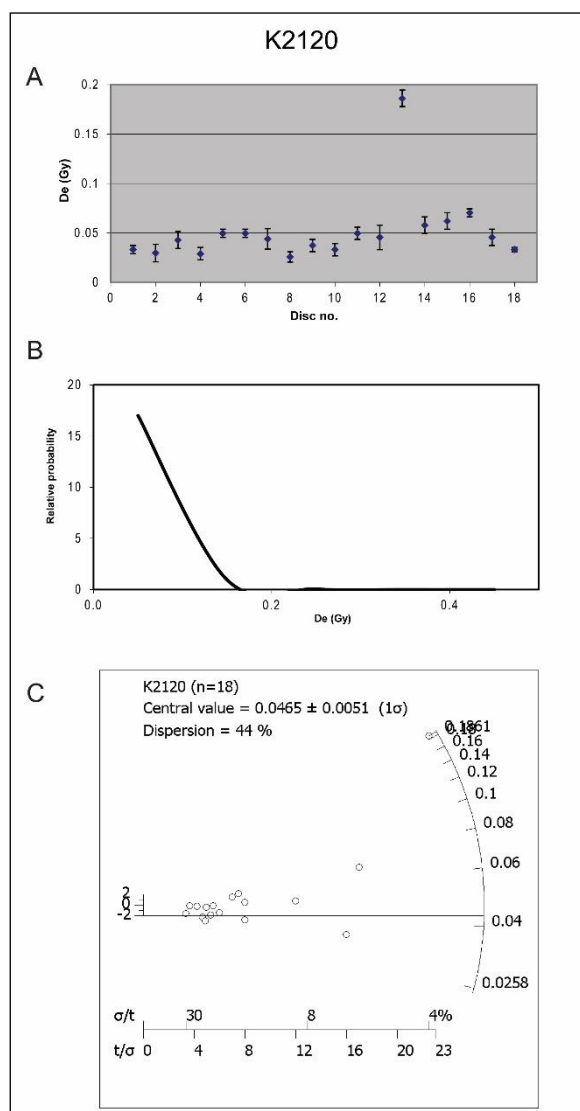 K2120
A
0.2
0.15
0.1
0.05
0
De (Gy)
0 2 4 6 8 10 12 14 16 18
Disc no.
B
20
15
10
5
0
Relative probability
0.0 0.2 0.4
De (Gy)
C
K2120 (n=18)
Central value = 0.0465 ± 0.0051 (1σ)
Dispersion = 44 %
0.1861
0.18
0.16
0.14
0.12
0.1
0.08
0.06
0.04
0.0258
2
0
-2
σ/t 30 8 4%
t/σ 0 4 8 12 16 20 23